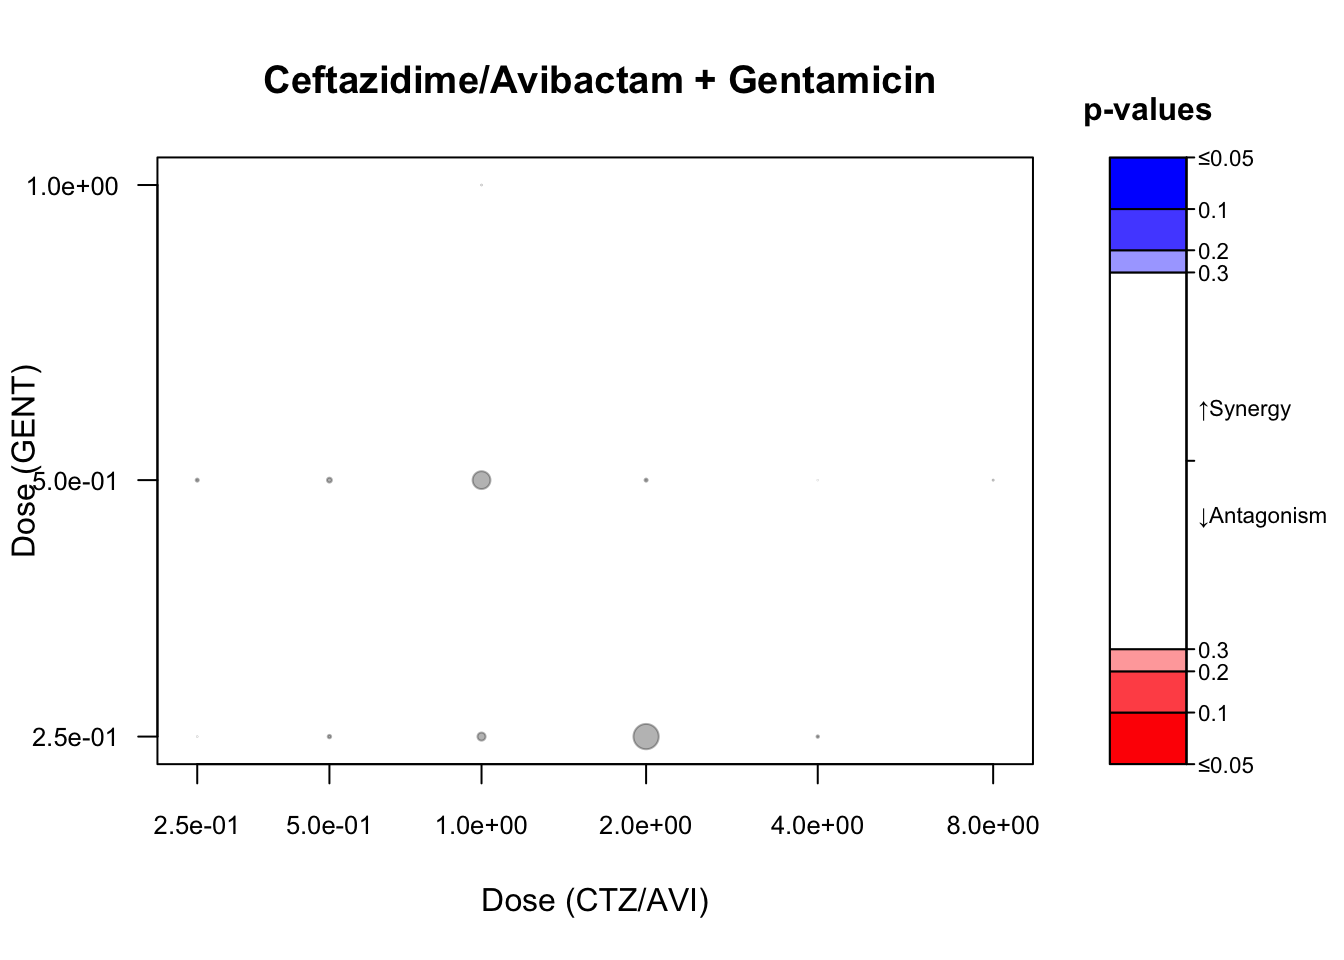 Ceftazidime/Avibactam + Gentamicin
p-values
Dose (GENT)
1.0e+00
5.0e-01
2.5e-01
2.5e-01 5.0e-01 1.0e+00 2.0e+00 4.0e+00 8.0e+00
Dose (CTZ/AVI)
≤0.05
0.1
0.2
0.3
↑Synergy
↓Antagonism
0.3
0.2
0.1
≤0.05